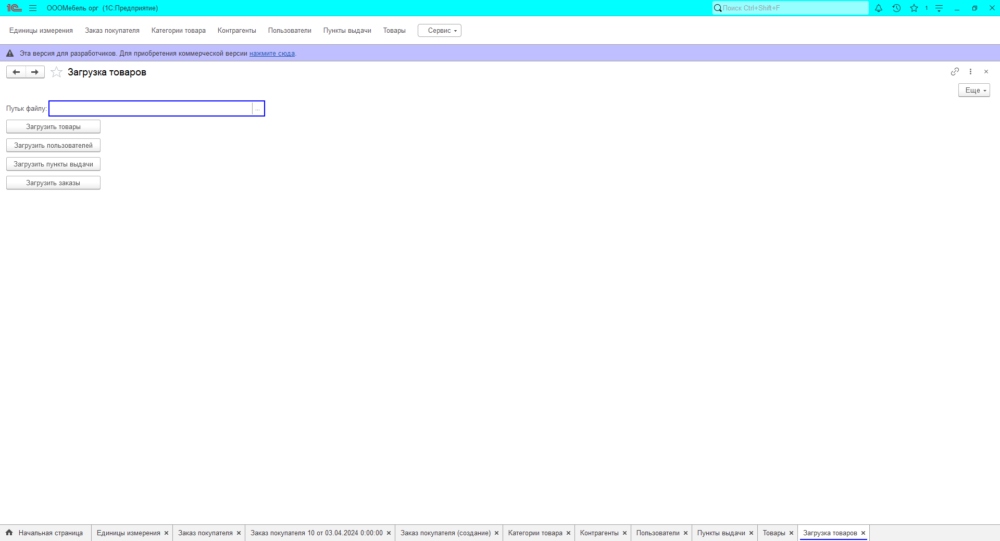 1С ОООМебель орг (1С:Предприятие) Поиск Ctrl+Shift+F 1
Единицы измерения Заказ покупателя Категории товара Контрагенты Пользователи Пункты выдачи Товары Сервис
Эта версия для разработчиков. Для приобретения коммерческой версии нажмите сюда.
Загрузка товаров
Еще
Путьк файлу: ...
Загрузить товары
Загрузить пользователей
Загрузить пункты выдачи
Загрузить заказы
Начальная страница Единицы измерения Заказ покупателя Заказ покупателя 10 от 03.04.2024 0:00:00 Заказ покупателя (создание) Категории товара Контрагенты Пользователи Пункты выдачи Товары Загрузка товаров